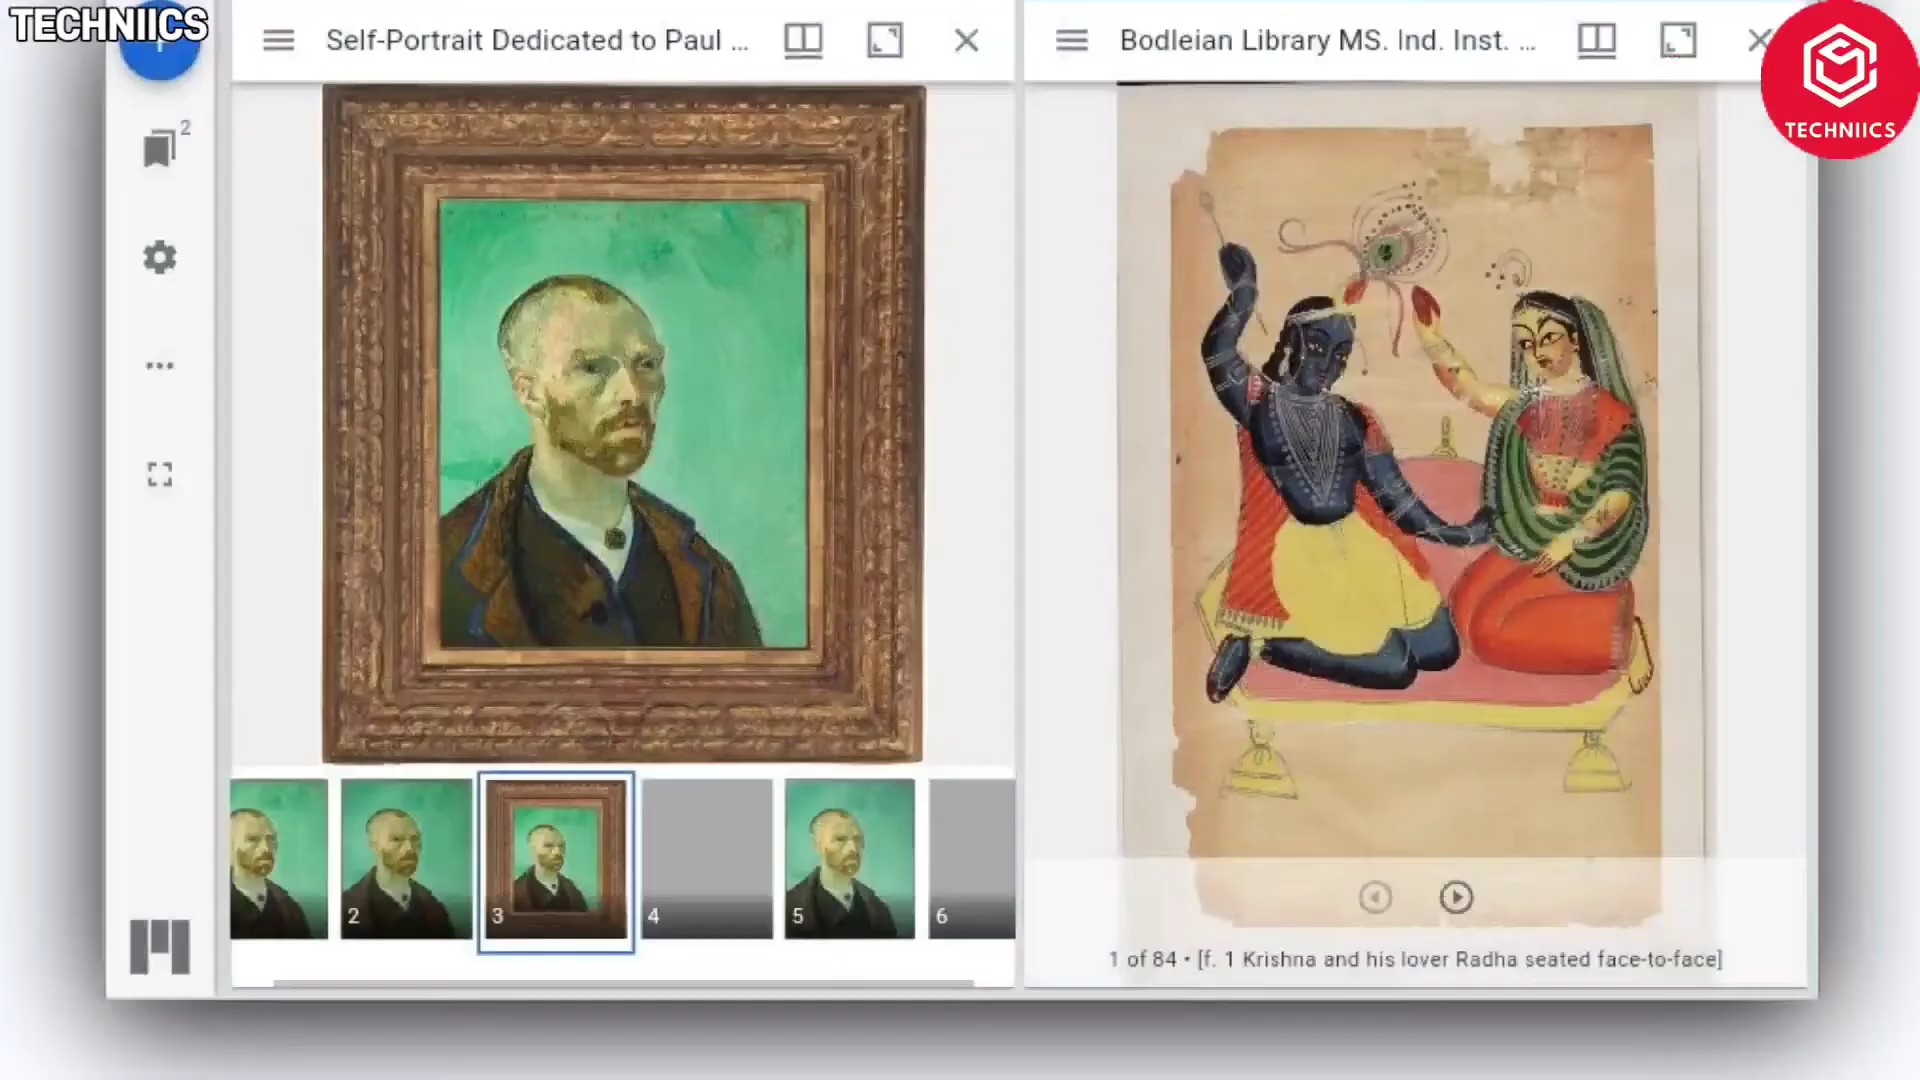 TECHNIICS
Self-Portrait Dedicated to Paul ...
Bodleian Library MS. Ind. Inst. ...
TECHNIICS
2
2
3
4
5
6
1 of 84 • [f. 1 Krishna and his lover Radha seated face-to-face]